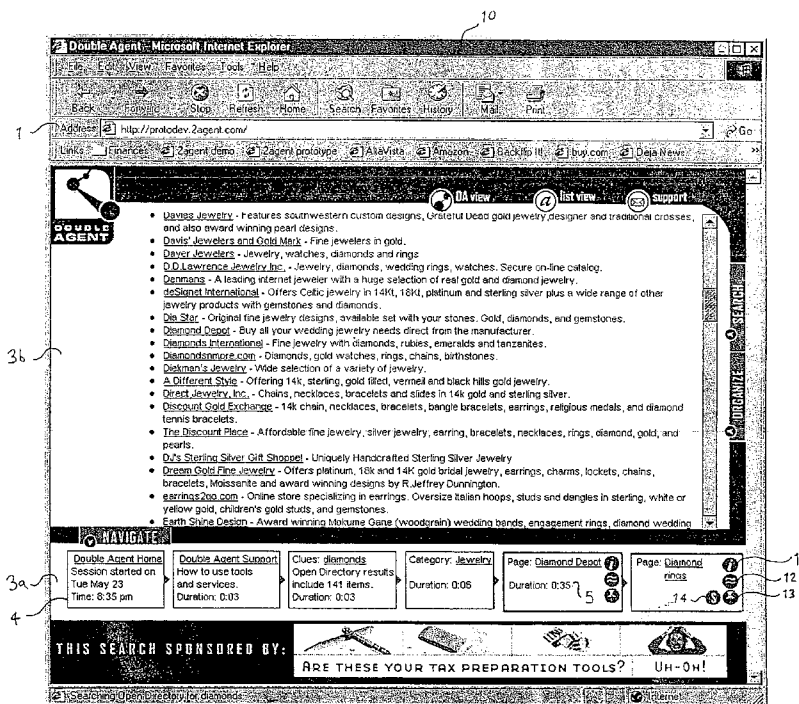 10
Double Agent - Microsoft Internet Explorer
File Edit View Favorites Tools Help
Back Forward Stop Refresh Home Search Favorites History Mail Print
1
Address http://protodev.2agent.com/ Go
Links Finances 2agent demo 2agent prototype AltaVista Amazon Backflip It! buy.com Deja News
DOUBLE AGENT
DA view list view support
Davies Jewelry - Features southwestern custom designs, Grateful Dead gold jewelry, designer and traditional crosses,
and also award winning pearl designs.
Davis' Jewelers and Gold Mark - Fine jewelers in gold.
Dayer Jewelers - Jewelry, watches, diamonds and rings
D.D.Lawrence Jewelry Inc. - Jewelry, diamonds, wedding rings, watches. Secure on-line catalog.
Denmans - A leading internet jeweler with a huge selection of real gold and diamond jewelry.
deSignet International - Offers Celtic jewelry in 14Kt, 18Kt, platinum and sterling silver plus a wide range of other
jewelry products with gemstones and diamonds.
Dia Star - Original fine jewelry designs, available set with your stones. Gold, diamonds, and gemstones.
Diamond Depot - Buy all your wedding jewelry needs direct from the manufacturer.
Diamonds International - Fine jewelry with diamonds, rubies, emeralds and tanzanites.
Diamondsnmore.com - Diamonds, gold watches, rings, chains, birthstones.
Diekman's Jewelry - Wide selection of a variety of jewelry.
A Different Style - Offering 14k, sterling, gold filled, vermeil and black hills gold jewelry.
Direct Jewelry, Inc. - Chains, necklaces, bracelets and slides in 14k gold and sterling silver.
Discount Gold Exchange - 14k chain, necklaces, bracelets, bangle bracelets, earrings, religious medals, and diamond
tennis bracelets.
The Discount Place - Affordable fine jewelry, silver jewelry, earring, bracelets, necklaces, rings, diamond, gold, and
pearls.
DJ's Sterling Silver Gift Shoppe! - Uniquely Handcrafted Sterling Silver Jewelry
Dream Gold Fine Jewelry - Offers platinum, 18k and 14K gold bridal jewelry, earrings, charms, lockets, chains,
bracelets, Moissanite and award winning designs by R.Jeffrey Dunnington.
earrings2go.com - Online store specializing in earrings. Oversize Italian hoops, studs and dangles in sterling, white or
yellow gold, children's gold studs, and gemstones.
Earth Shine Design - Award winning Mokume Gane (woodgrain) wedding bands, engagement rings, diamond wedding
SEARCH
ORGANIZE
3b
NAVIGATE
3a
4
Double Agent Home
Session started on
Tue May 23
Time: 8:35 pm
Double Agent Support
How to use tools
and services.
Duration: 0:03
Clues: diamonds
Open Directory results
include 141 items.
Duration: 0:03
Category: Jewelry
Duration: 0:06
Page: Diamond Depot
Duration: 0:35
5
Page: Diamond
rings
14
12
13
THIS SEARCH SPONSORED BY:
ARE THESE YOUR TAX PREPARATION TOOLS?
UH-OH!
Searching Open Directory for diamonds
Internet